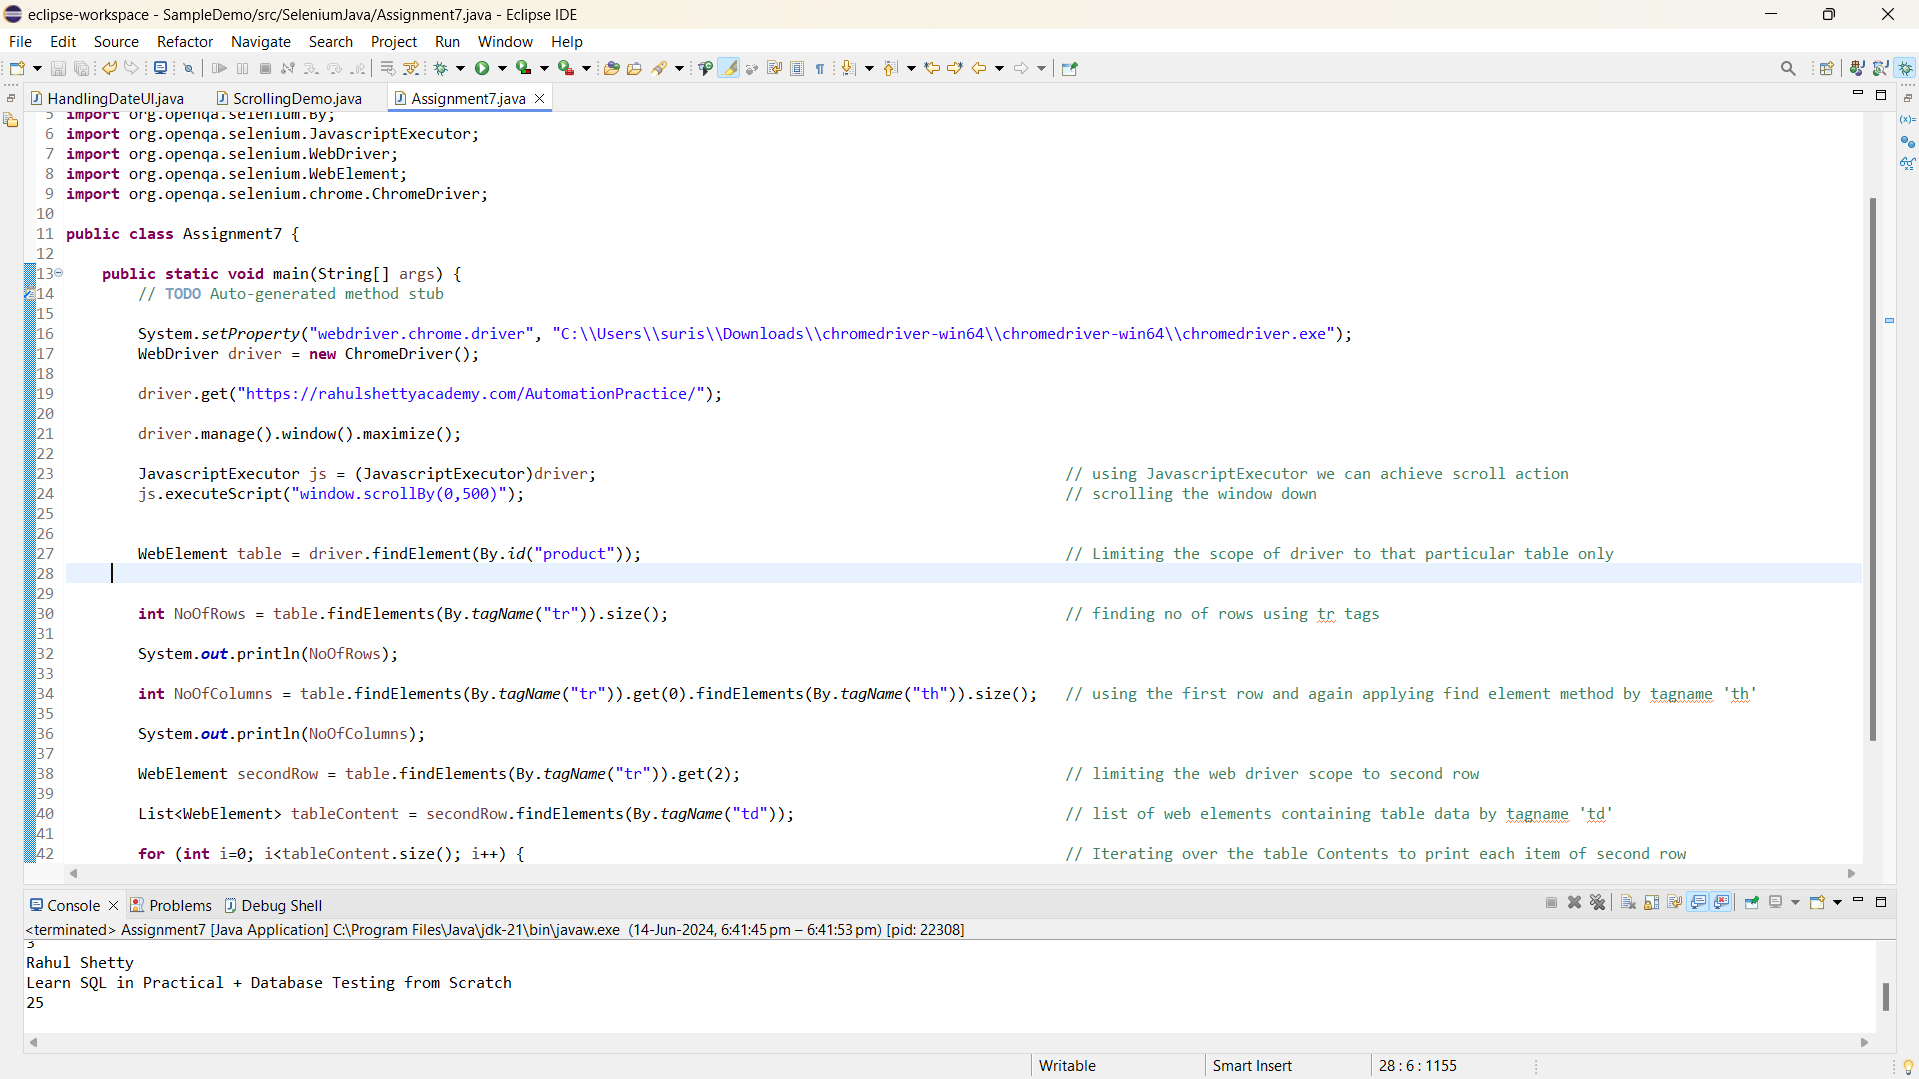 eclipse-workspace - SampleDemo/src/SeleniumJava/Assignment7.java - Eclipse IDE
File Edit Source Refactor Navigate Search Project Run Window Help
HandlingDateUI.java ScrollingDemo.java Assignment7.java
5 import org.openqa.selenium.By;
6 import org.openqa.selenium.JavascriptExecutor;
7 import org.openqa.selenium.WebDriver;
8 import org.openqa.selenium.WebElement;
9 import org.openqa.selenium.chrome.ChromeDriver;
10
11 public class Assignment7 {
12
13 public static void main(String[] args) {
14 // TODO Auto-generated method stub
15
16 System.setProperty("webdriver.chrome.driver", "C:\\Users\\suris\\Downloads\\chromedriver-win64\\chromedriver-win64\\chromedriver.exe");
17 WebDriver driver = new ChromeDriver();
18
19 driver.get("https://rahulshettyacademy.com/AutomationPractice/");
20
21 driver.manage().window().maximize();
22
23 JavascriptExecutor js = (JavascriptExecutor)driver; // using JavascriptExecutor we can achieve scroll action
24 js.executeScript("window.scrollBy(0,500)"); // scrolling the window down
25
26
27 WebElement table = driver.findElement(By.id("product")); // Limiting the scope of driver to that particular table only
28
29
30 int NoOfRows = table.findElements(By.tagName("tr")).size(); // finding no of rows using tr tags
31
32 System.out.println(NoOfRows);
33
34 int NoOfColumns = table.findElements(By.tagName("tr")).get(0).findElements(By.tagName("th")).size(); // using the first row and again applying find element method by tagname 'th'
35
36 System.out.println(NoOfColumns);
37
38 WebElement secondRow = table.findElements(By.tagName("tr")).get(2); // limiting the web driver scope to second row
39
40 List<WebElement> tableContent = secondRow.findElements(By.tagName("td")); // list of web elements containing table data by tagname 'td'
41
42 for (int i=0; i<tableContent.size(); i++) { // Iterating over the table Contents to print each item of second row
Console Problems Debug Shell
<terminated> Assignment7 [Java Application] C:\Program Files\Java\jdk-21\bin\javaw.exe (14-Jun-2024, 6:41:45 pm – 6:41:53 pm) [pid: 22308]
3
Rahul Shetty
Learn SQL in Practical + Database Testing from Scratch
25
Writable Smart Insert 28 : 6 : 1155